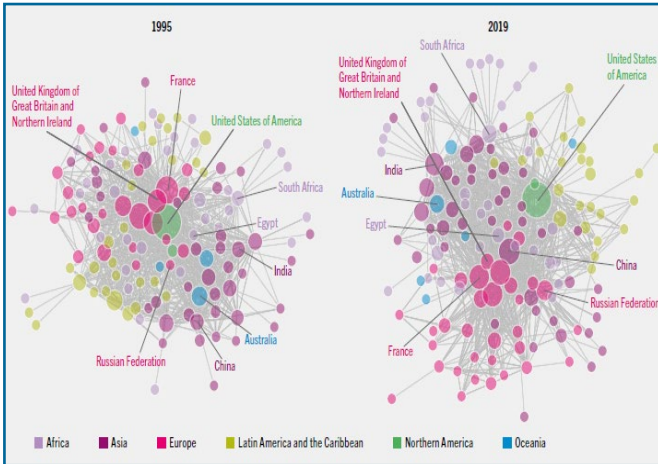 1995
France
United Kingdom of
Great Britain and
Northern Ireland
United States of America
South Africa
Egypt
India
Australia
China
Russian Federation
2019
South Africa
United Kingdom of
Great Britain and
Northern Ireland
United States
of America
India
Australia
Egypt
China
Russian Federation
France
Africa
Asia
Europe
Latin America and the Caribbean
Northern America
Oceania